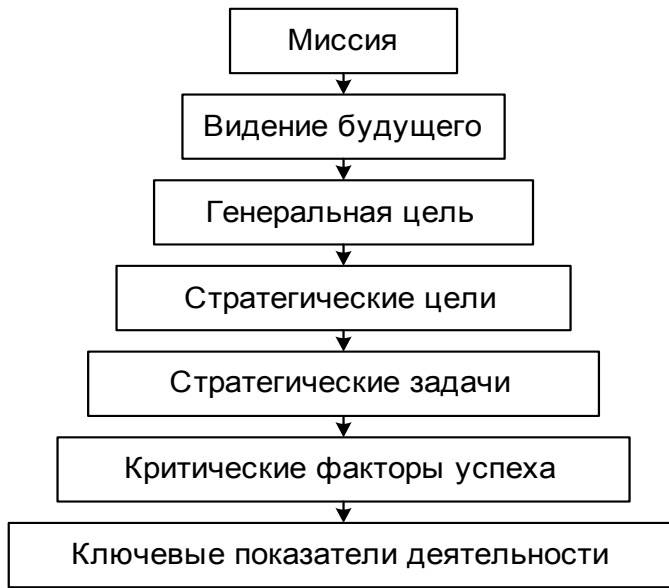 Миссия
Видение будущего
Генеральная цель
Стратегические цели
Стратегические задачи
Критические факторы успеха
Ключевые показатели деятельности